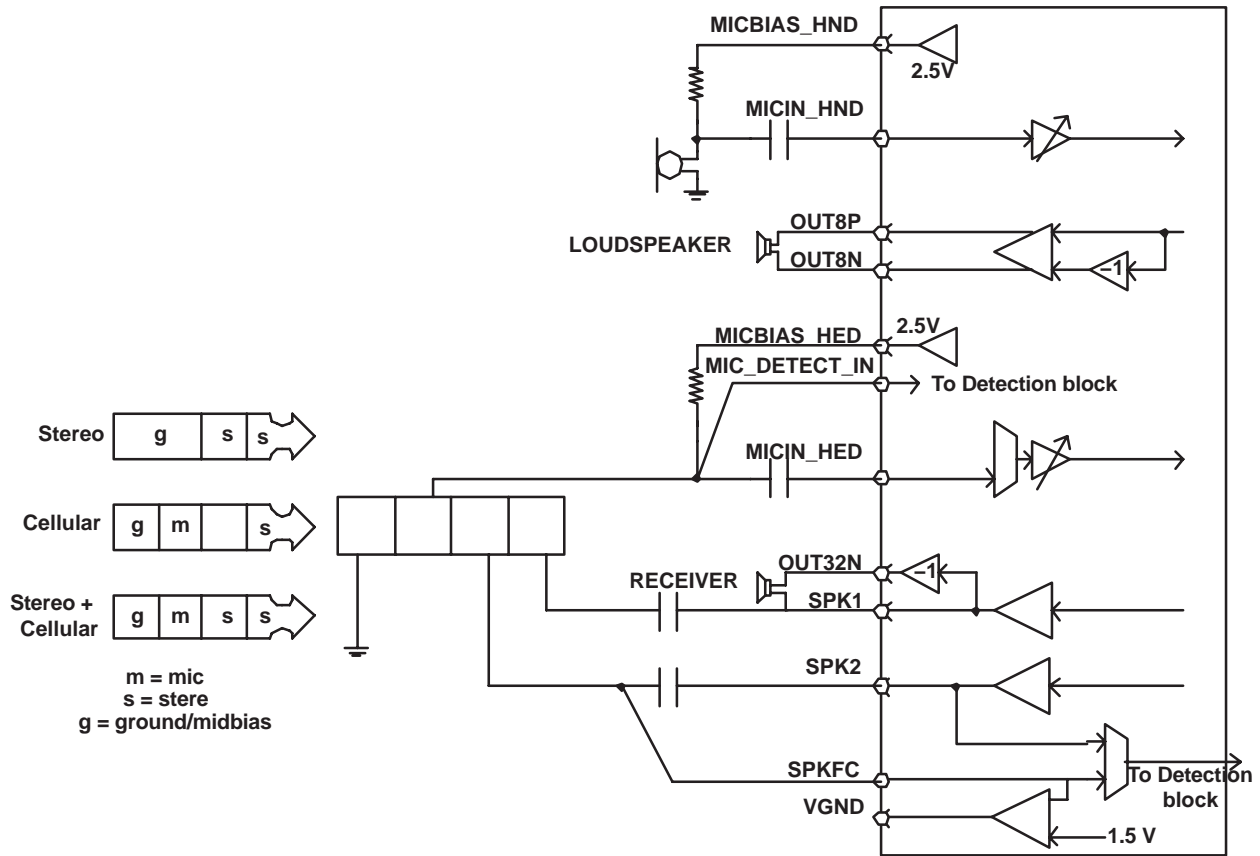 MICBIAS_HND
2.5V
MICIN_HND
OUT8P
LOUDSPEAKER
OUT8N
−1
MICBIAS_HED
2.5V
MIC_DETECT_IN
To Detection block
Stereo
g s s
MICIN_HED
Cellular
g m s
OUT32N
−1
RECEIVER
SPK1
Stereo +
Cellular
g m s s
SPK2
m = mic
s = stere
g = ground/midbias
SPKFC
To Detection
block
VGND
1.5 V